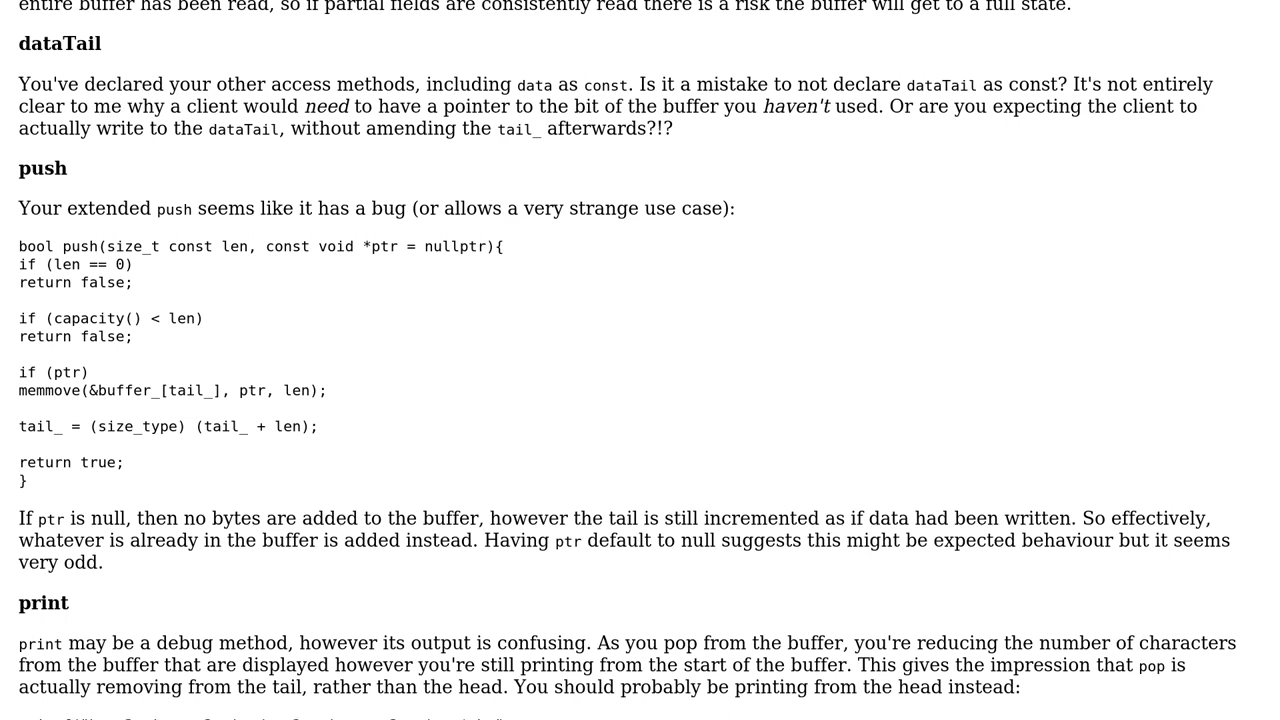 entire buffer has been read, so if partial fields are consistently read there is a risk the buffer will get to a full state.
dataTail
You've declared your other access methods, including data as const. Is it a mistake to not declare dataTail as const? It's not entirely
clear to me why a client would need to have a pointer to the bit of the buffer you haven't used. Or are you expecting the client to
actually write to the dataTail, without amending the tail_ afterwards?!?
push
Your extended push seems like it has a bug (or allows a very strange use case):
bool push(size_t const len, const void *ptr = nullptr){
if (len == 0)
return false;
if (capacity() < len)
return false;
if (ptr)
memmove(&buffer_[tail_], ptr, len);
tail_ = (size_type) (tail_ + len);
return true;
}
If ptr is null, then no bytes are added to the buffer, however the tail is still incremented as if data had been written. So effectively,
whatever is already in the buffer is added instead. Having ptr default to null suggests this might be expected behaviour but it seems
very odd.
print
print may be a debug method, however its output is confusing. As you pop from the buffer, you're reducing the number of characters
from the buffer that are displayed however you're still printing from the start of the buffer. This gives the impression that pop is
actually removing from the tail, rather than the head. You should probably be printing from the head instead: